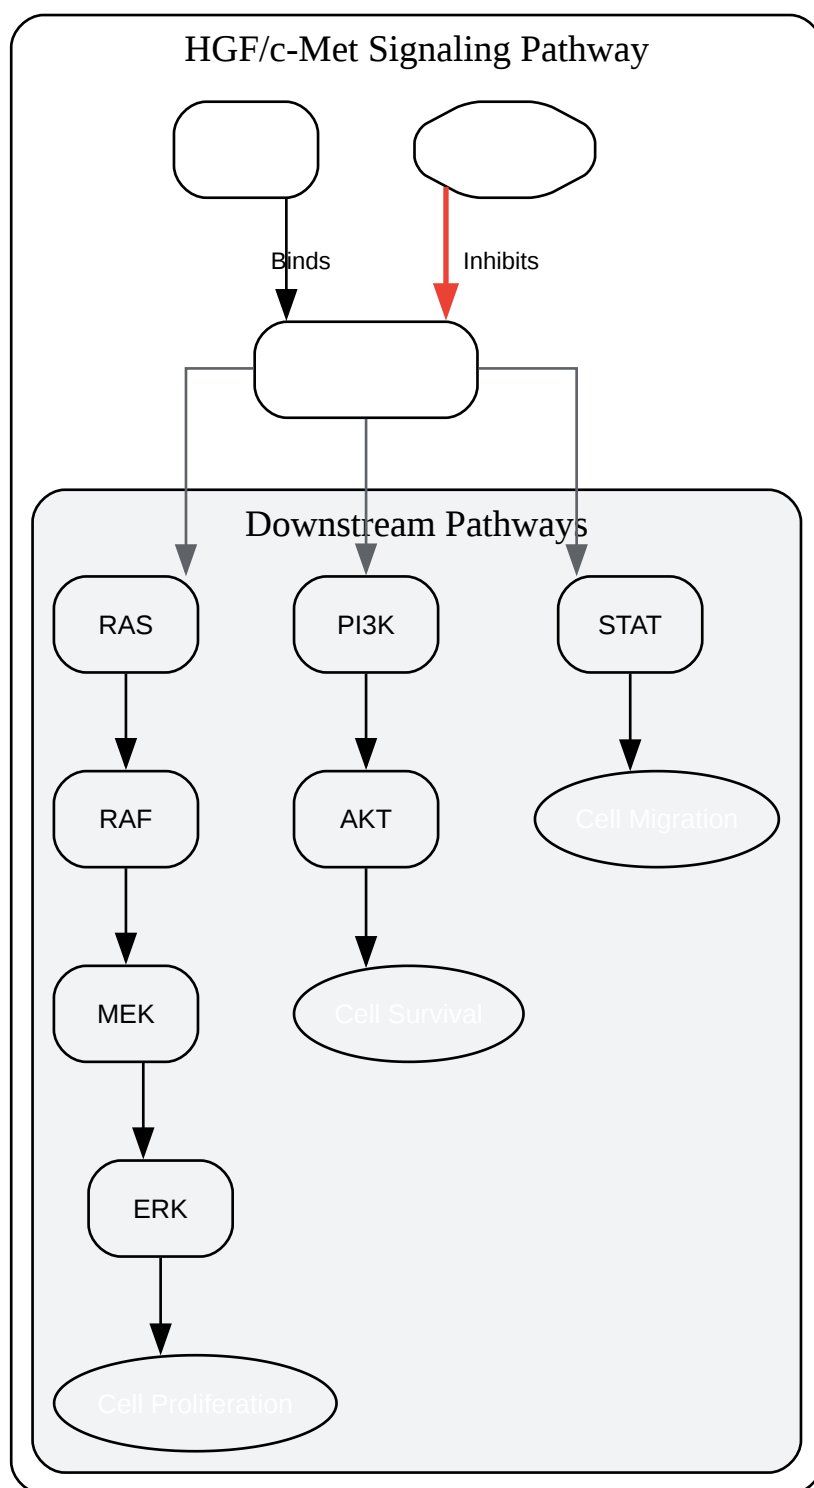 HGF/c-Met Signaling Pathway
Binds
Inhibits
Downstream Pathways
RAS
PI3K
STAT
RAF
AKT
Cell Migration
MEK
Cell Survival
ERK
Cell Proliferation